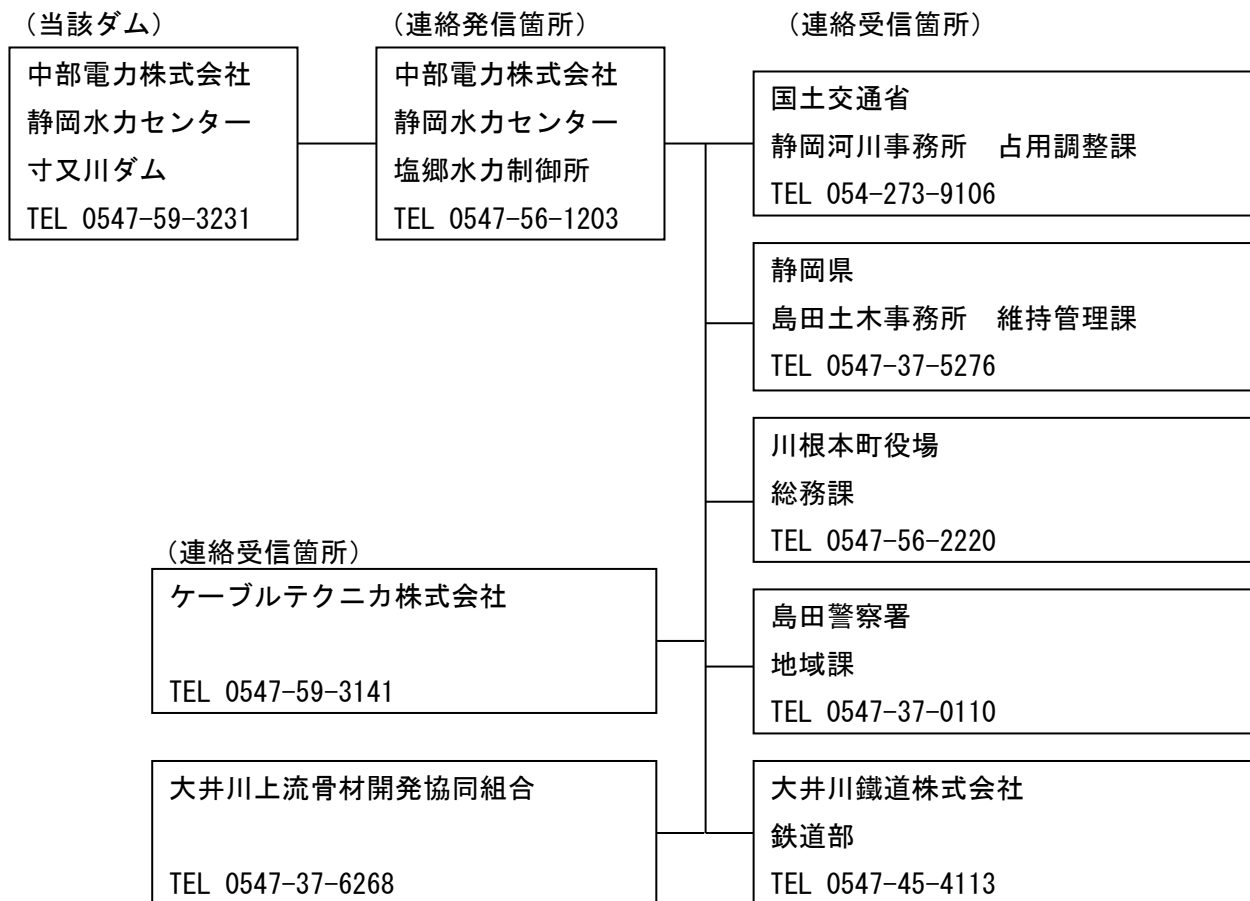 （当該ダム）
中部電力株式会社
静岡水力センター
寸又川ダム
TEL 0547-59-3231
（連絡発信箇所）
中部電力株式会社
静岡水力センター
塩郷水力制御所
TEL 0547-56-1203
（連絡受信箇所）
国土交通省
静岡河川事務所　占用調整課
TEL 054-273-9106
静岡県
島田土木事務所　維持管理課
TEL 0547-37-5276
川根本町役場
総務課
TEL 0547-56-2220
島田警察署
地域課
TEL 0547-37-0110
大井川鐵道株式会社
鉄道部
TEL 0547-45-4113
（連絡受信箇所）
ケーブルテクニカ株式会社
TEL 0547-59-3141
大井川上流骨材開発協同組合
TEL 0547-37-6268